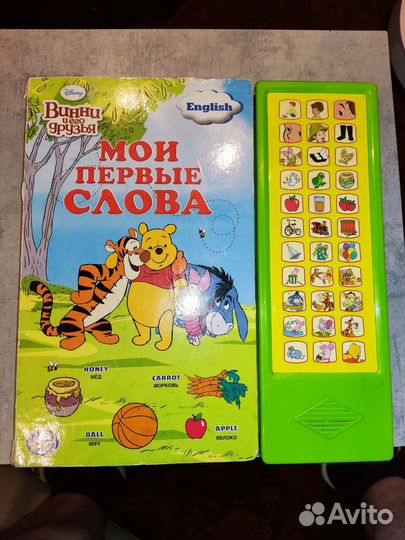 Disney
Винни
и его
друзья
English
МОИ
ПЕРВЫЕ
СЛОВА
HONEY
МЁД
CARROT
МОРКОВЬ
BALL
МЯЧ
APPLE
ЯБЛОКО
Avito